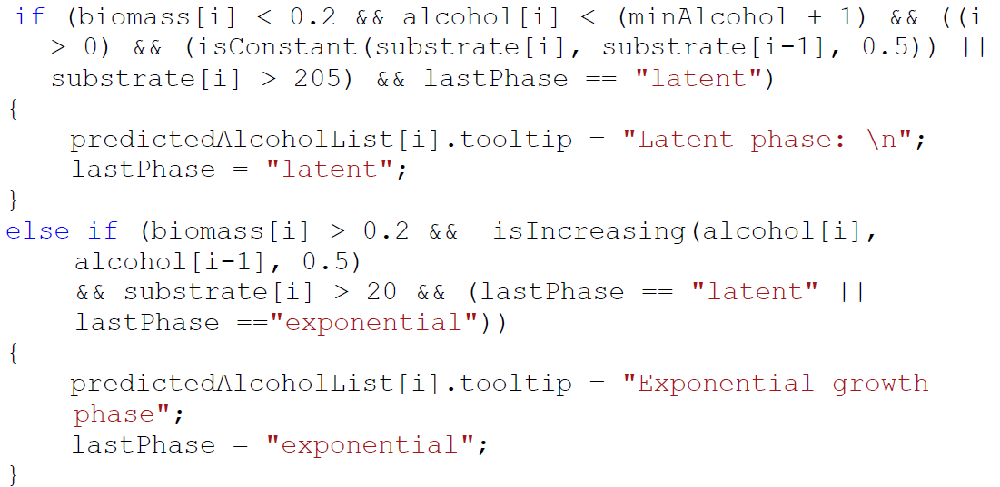 if (biomass[i] < 0.2 && alcohol[i] < (minAlcohol + 1) && ((i
> 0) && (isConstant(substrate[i], substrate[i-1], 0.5)) ||
substrate[i] > 205) && lastPhase == "latent")
{
predictedAlcoholList[i].tooltip = "Latent phase: \n";
lastPhase = "latent";
}
else if (biomass[i] > 0.2 &&  isIncreasing(alcohol[i],
alcohol[i-1], 0.5)
&& substrate[i] > 20 && (lastPhase == "latent" ||
lastPhase =="exponential"))
{
predictedAlcoholList[i].tooltip = "Exponential growth
phase";
lastPhase = "exponential";
}